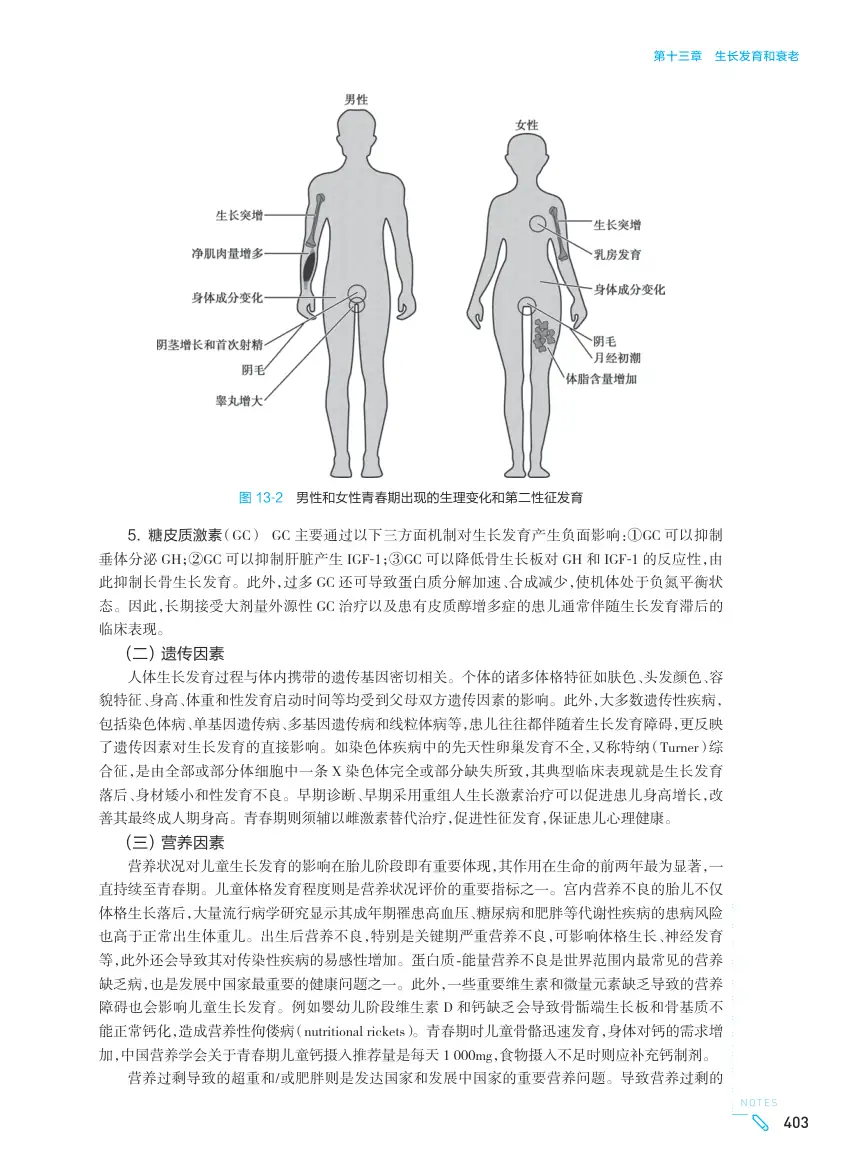 第十三章 生长发育和衰老
男性
女性
生长突增
净肌肉量增多
身体成分变化
阴茎增长和首次射精
阴毛
睾丸增大
生长突增
乳房发育
身体成分变化
阴毛
月经初潮
体脂含量增加
图 13-2 男性和女性青春期出现的生理变化和第二性征发育
5. 糖皮质激素(GC) GC 主要通过以下三方面机制对生长发育产生负面影响:①GC 可以抑制
垂体分泌 GH;②GC 可以抑制肝脏产生 IGF-1;③GC 可以降低骨生长板对 GH 和 IGF-1 的反应性,由
此抑制长骨生长发育。此外,过多 GC 还可导致蛋白质分解加速、合成减少,使机体处于负氮平衡状
态。因此,长期接受大剂量外源性 GC 治疗以及患有皮质醇增多症的患儿通常伴随生长发育滞后的
临床表现。
(二)遗传因素
人体生长发育过程与体内携带的遗传基因密切相关。个体的诸多体格特征如肤色、头发颜色、容
貌特征、身高、体重和性发育启动时间等均受到父母双方遗传因素的影响。此外,大多数遗传性疾病,
包括染色体病、单基因遗传病、多基因遗传病和线粒体病等,患儿往往都伴随着生长发育障碍,更反映
了遗传因素对生长发育的直接影响。如染色体疾病中的先天性卵巢发育不全,又称特纳(Turner)综
合征,是由全部或部分体细胞中一条 X 染色体完全或部分缺失所致,其典型临床表现就是生长发育
落后、身材矮小和性发育不良。早期诊断、早期采用重组人生长激素治疗可以促进患儿身高增长,改
善其最终成人期身高。青春期则须辅以雌激素替代治疗,促进性征发育,保证患儿心理健康。
(三)营养因素
营养状况对儿童生长发育的影响在胎儿阶段即有重要体现,其作用在生命的前两年最为显著,一
直持续至青春期。儿童体格发育程度则是营养状况评价的重要指标之一。宫内营养不良的胎儿不仅
体格生长落后,大量流行病学研究显示其成年期罹患高血压、糖尿病和肥胖等代谢性疾病的患病风险
也高于正常出生体重儿。出生后营养不良,特别是关键期严重营养不良,可影响体格生长、神经发育
等,此外还会导致其对传染性疾病的易感性增加。蛋白质-能量营养不良是世界范围内最常见的营养
缺乏病,也是发展中国家最重要的健康问题之一。此外,一些重要维生素和微量元素缺乏导致的营养
障碍也会影响儿童生长发育。例如婴幼儿阶段维生素 D 和钙缺乏会导致骨骺端生长板和骨基质不
能正常钙化,造成营养性佝偻病(nutritional rickets)。青春期时儿童骨骼迅速发育,身体对钙的需求增
加,中国营养学会关于青春期儿童钙摄入推荐量是每天 1 000mg,食物摄入不足时则应补充钙制剂。
营养过剩导致的超重和/或肥胖则是发达国家和发展中国家的重要营养问题。导致营养过剩的
NOTES
403